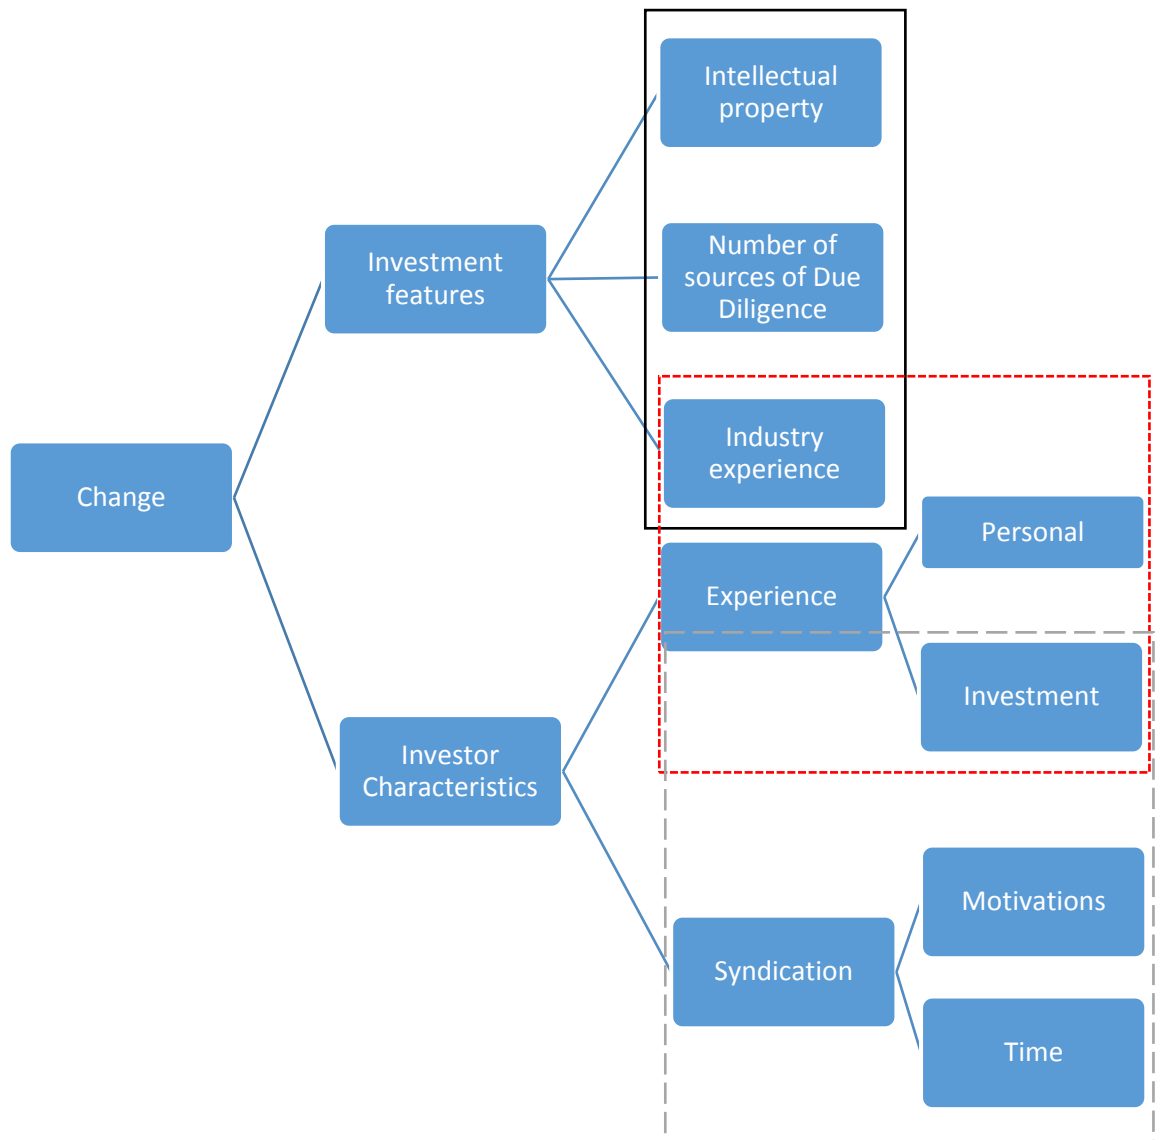 Intellectual
property
Number of
sources of Due
Diligence
Investment
features
Industry
experience
Change
Personal
Experience
Investment
Investor
Characteristics
Motivations
Syndication
Time